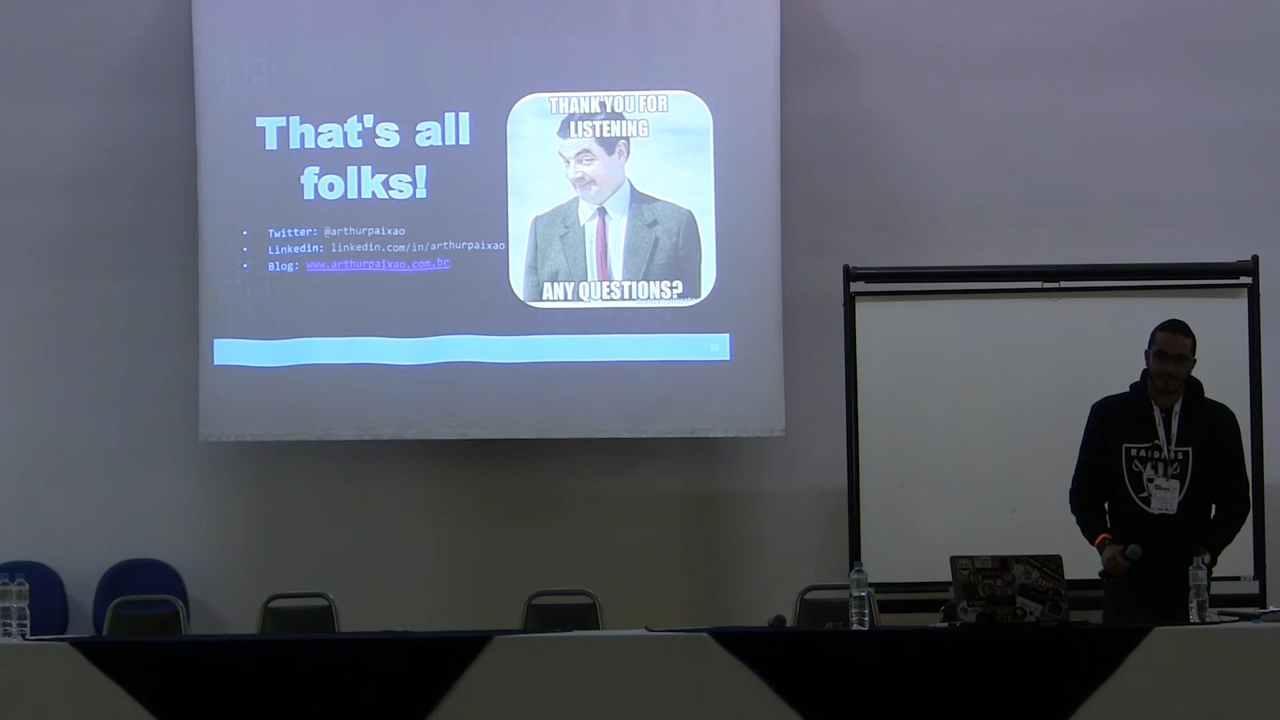 That's all
folks!
• Twitter: @arthurpaixao
• Linkedin: linkedin.com/in/arthurpaixao
• Blog: www.arthurpaixao.com.br
THANK YOU FOR
LISTENING
ANY QUESTIONS?
RAIDERS